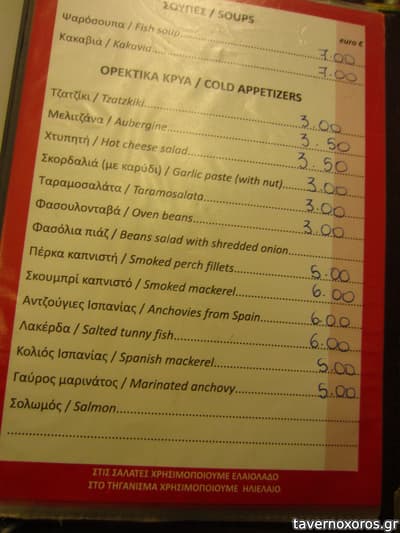 ΣΟΥΠΕΣ / SOUPS
euro €
Ψαρόσουπα / Fish soup 7.00
Κακαβιά / Kakavia 7.00
ΟΡΕΚΤΙΚΑ ΚΡΥΑ / COLD APPETIZERS
Τζατζίκι / Tzatzkiki 3.00
Μελιτζάνα / Aubergine 3.50
Χτυπητή / Hot cheese salad 3.50
Σκορδαλιά (με καρύδι) / Garlic paste (with nut) 3.00
Ταραμοσαλάτα / Taramosalata 3.00
Φασουλονταβά / Oven beans 3.00
Φασόλια πιάζ / Beans salad with shredded onion
Πέρκα καπνιστή / Smoked perch fillets 5.00
Σκουμπρί καπνιστό / Smoked mackerel 6.00
Αντζούγιες Ισπανίας / Anchovies from Spain 6.00
Λακέρδα / Salted tunny fish 6.00
Κολιός Ισπανίας / Spanish mackerel 5.00
Γαύρος μαρινάτος / Marinated anchovy 5.00
Σολωμός / Salmon
ΣΤΙΣ ΣΑΛΑΤΕΣ ΧΡΗΣΙΜΟΠΟΙΟΥΜΕ ΕΛΑΙΟΛΑΔΟ
ΣΤΟ ΤΗΓΑΝΙΣΜΑ ΧΡΗΣΙΜΟΠΟΙΟΥΜΕ ΗΛΙΕΛΑΙΟ
tavernoxoros.gr